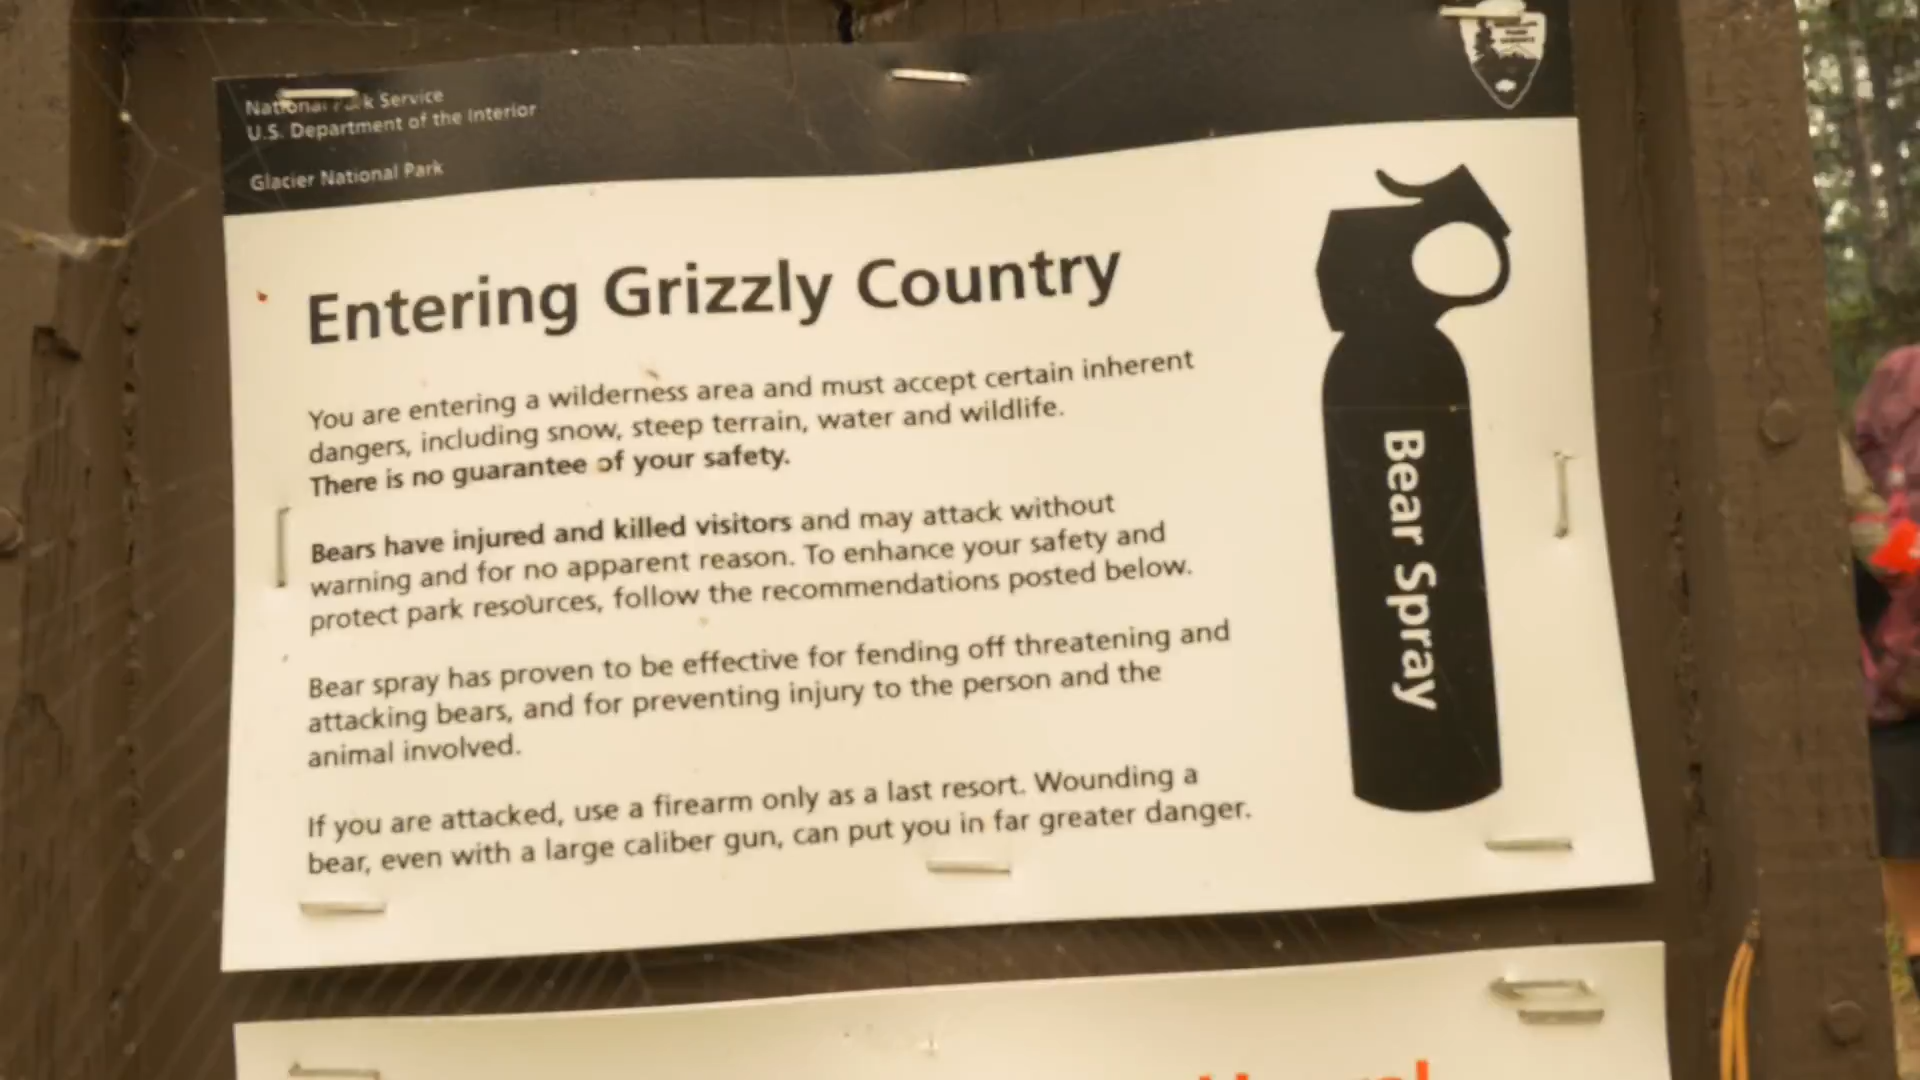 National Park Service
U.S. Department of the Interior
Glacier National Park
Entering Grizzly Country
You are entering a wilderness area and must accept certain inherent
dangers, including snow, steep terrain, water and wildlife.
There is no guarantee of your safety.
Bears have injured and killed visitors and may attack without
warning and for no apparent reason. To enhance your safety and
protect park resources, follow the recommendations posted below.
Bear spray has proven to be effective for fending off threatening and
attacking bears, and for preventing injury to the person and the
animal involved.
If you are attacked, use a firearm only as a last resort. Wounding a
bear, even with a large caliber gun, can put you in far greater danger.
Bear Spray